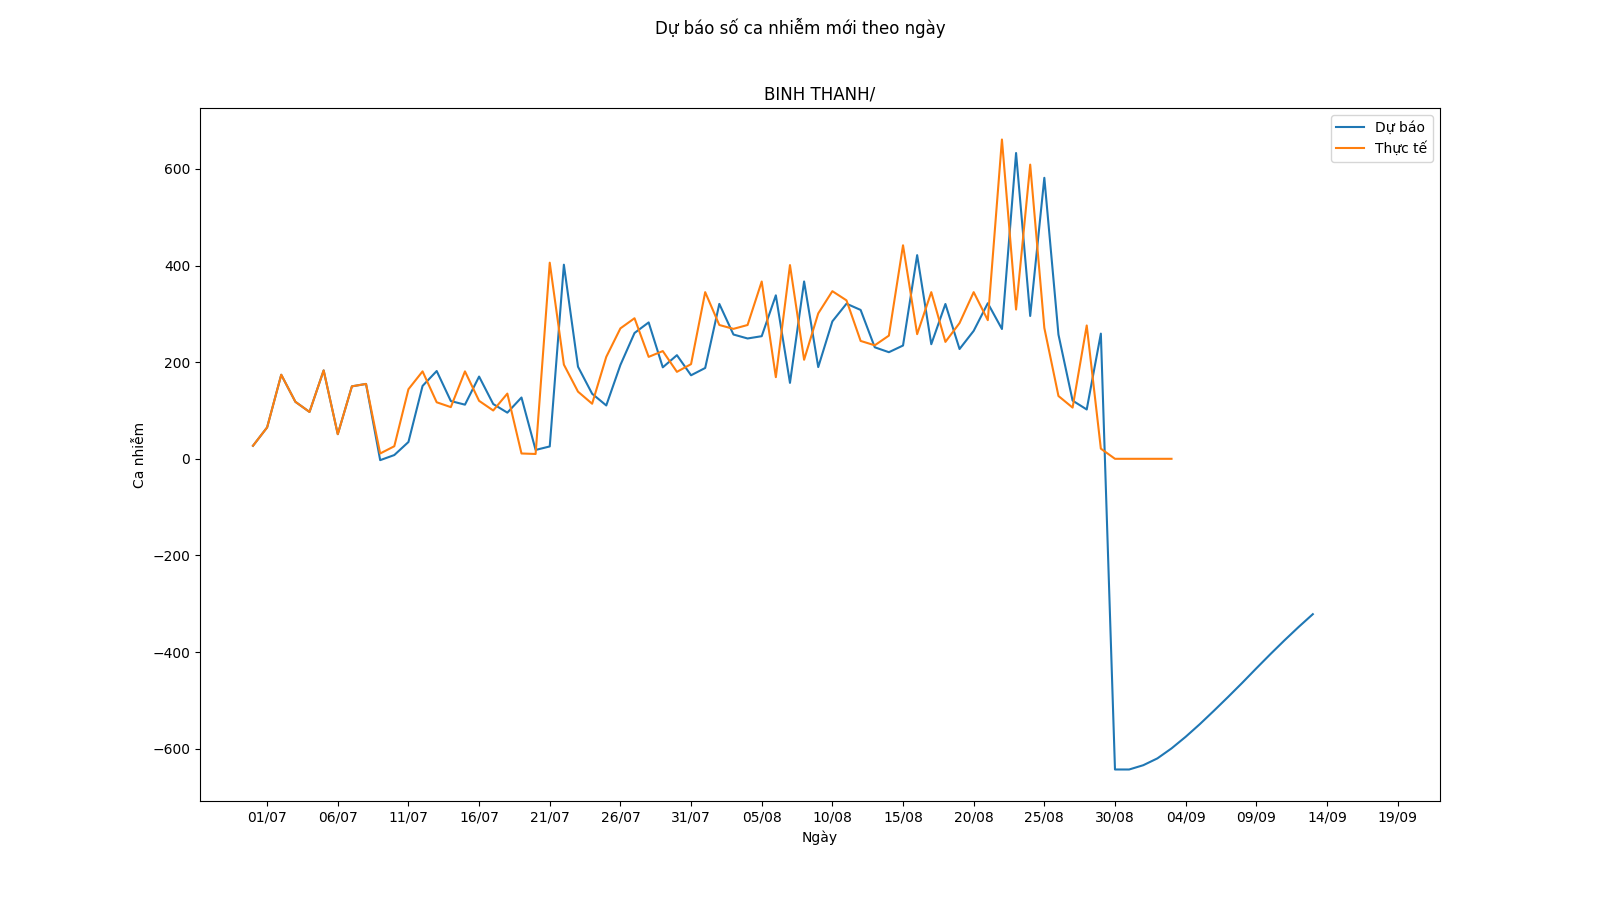 Dự báo số ca nhiễm mới theo ngày
BINH THANH/
Dự báo
Thực tế
600
400
200
0
−200
−400
−600
Ca nhiễm
01/07 06/07 11/07 16/07 21/07 26/07 31/07 05/08 10/08 15/08 20/08 25/08 30/08 04/09 09/09 14/09 19/09
Ngày